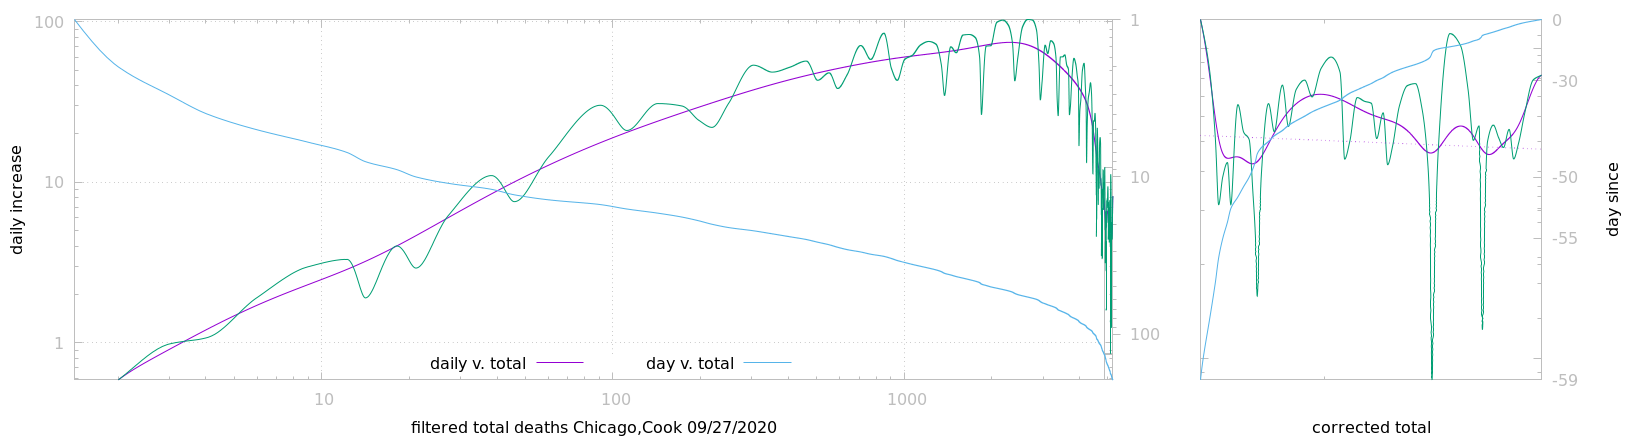 100
10
1
daily increase
daily v. total
day v. total
10
100
1000
filtered total deaths Chicago,Cook 09/27/2020
1
10
100
0
-30
-50
-55
-59
day since
corrected total